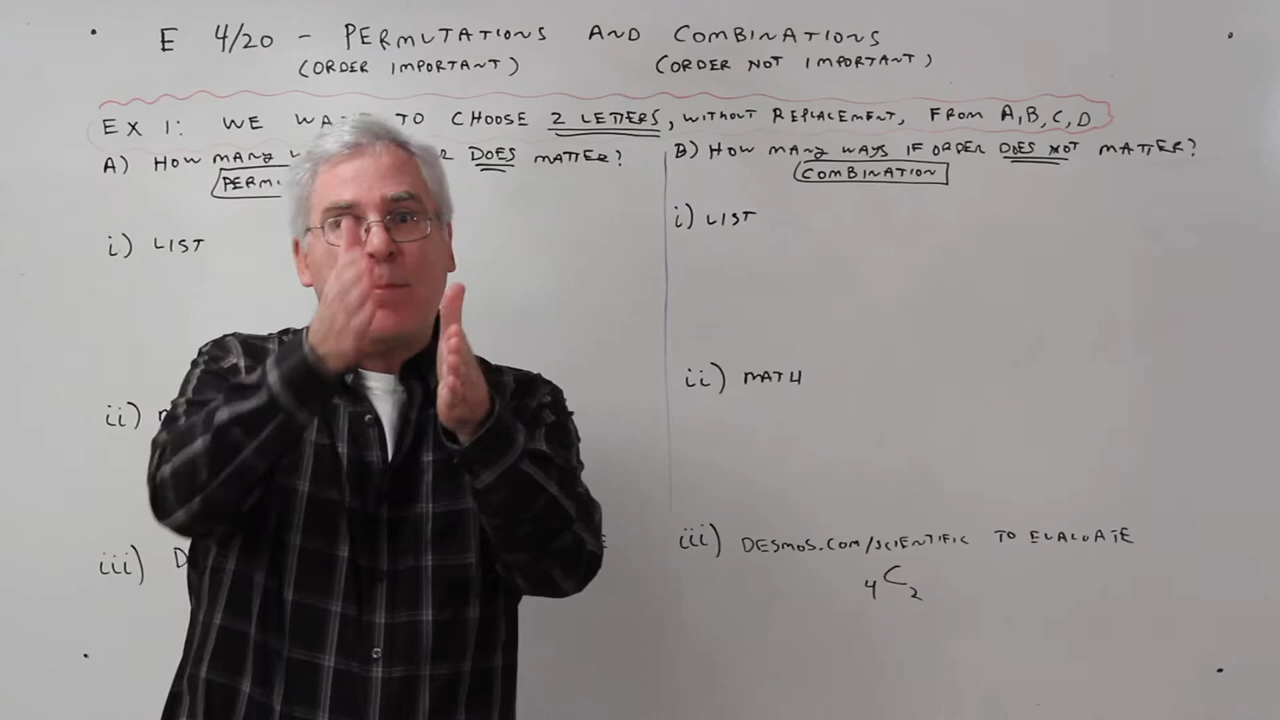 E 4/20 - PERMUTATIONS AND COMBINATIONS
(ORDER IMPORTANT) (ORDER NOT IMPORTANT)
EX 1: WE TO CHOOSE 2 LETTERS, WITHOUT REPLACEMENT, FROM A,B,C,D
A) HOW MANY DOES MATTER?
i) LIST
ii)
iii)
B) HOW MANY WAYS IF ORDER DOES NOT MATTER?
COMBINATION
i) LIST
ii) MATH
iii) DESMOS.COM/SCIENTIFIC TO EVALUATE
4C2